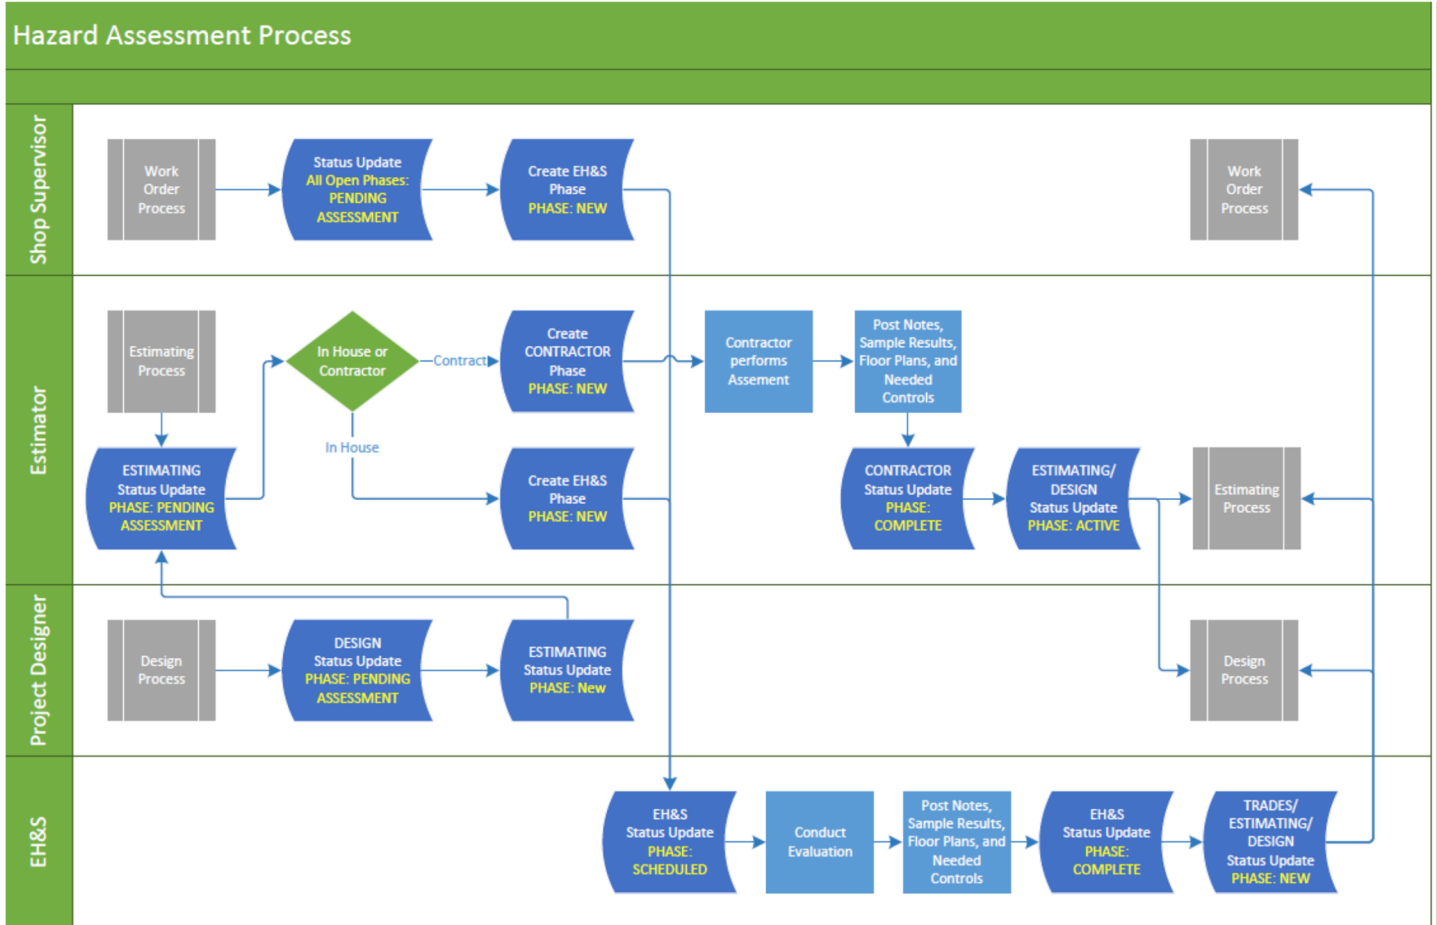 Hazard Assessment Process
Shop Supervisor
Work
Order
Process
Status Update
All Open Phases:
PENDING
ASSESSMENT
Create EH&S
Phase
PHASE: NEW
Work
Order
Process
Estimator
Estimating
Process
In House or
Contractor
Contract
In House
Create
CONTRACTOR
Phase
PHASE: NEW
Contractor
performs
Assement
Post Notes,
Sample Results,
Floor Plans, and
Needed
Controls
ESTIMATING
Status Update
PHASE: PENDING
ASSESSMENT
Create EH&S
Phase
PHASE: NEW
CONTRACTOR
Status Update
PHASE:
COMPLETE
ESTIMATING/
DESIGN
Status Update
PHASE: ACTIVE
Estimating
Process
Project Designer
Design
Process
DESIGN
Status Update
PHASE: PENDING
ASSESSMENT
ESTIMATING
Status Update
PHASE: New
Design
Process
EH&S
EH&S
Status Update
PHASE:
SCHEDULED
Conduct
Evaluation
Post Notes,
Sample Results,
Floor Plans, and
Needed
Controls
EH&S
Status Update
PHASE:
COMPLETE
TRADES/
ESTIMATING/
DESIGN
Status Update
PHASE: NEW